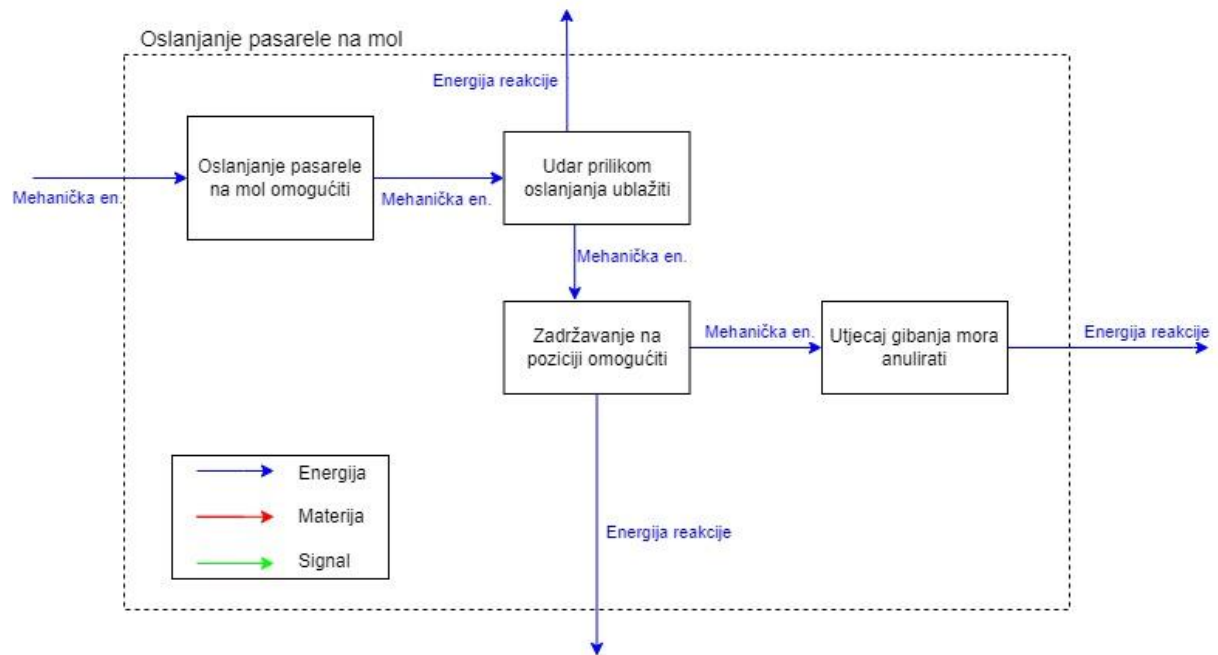 Oslanjanje pasarele na mol
Energija reakcije
Oslanjanje pasarele
na mol omogućiti
Udar prilikom
oslanjanja ublažiti
Mehanička en.
Mehanička en.
Mehanička en.
Zadržavanje na
poziciji omogućiti
Mehanička en.
Utjecaj gibanja mora
anulirati
Energija reakcije
Energija
Materija
Signal
Energija reakcije